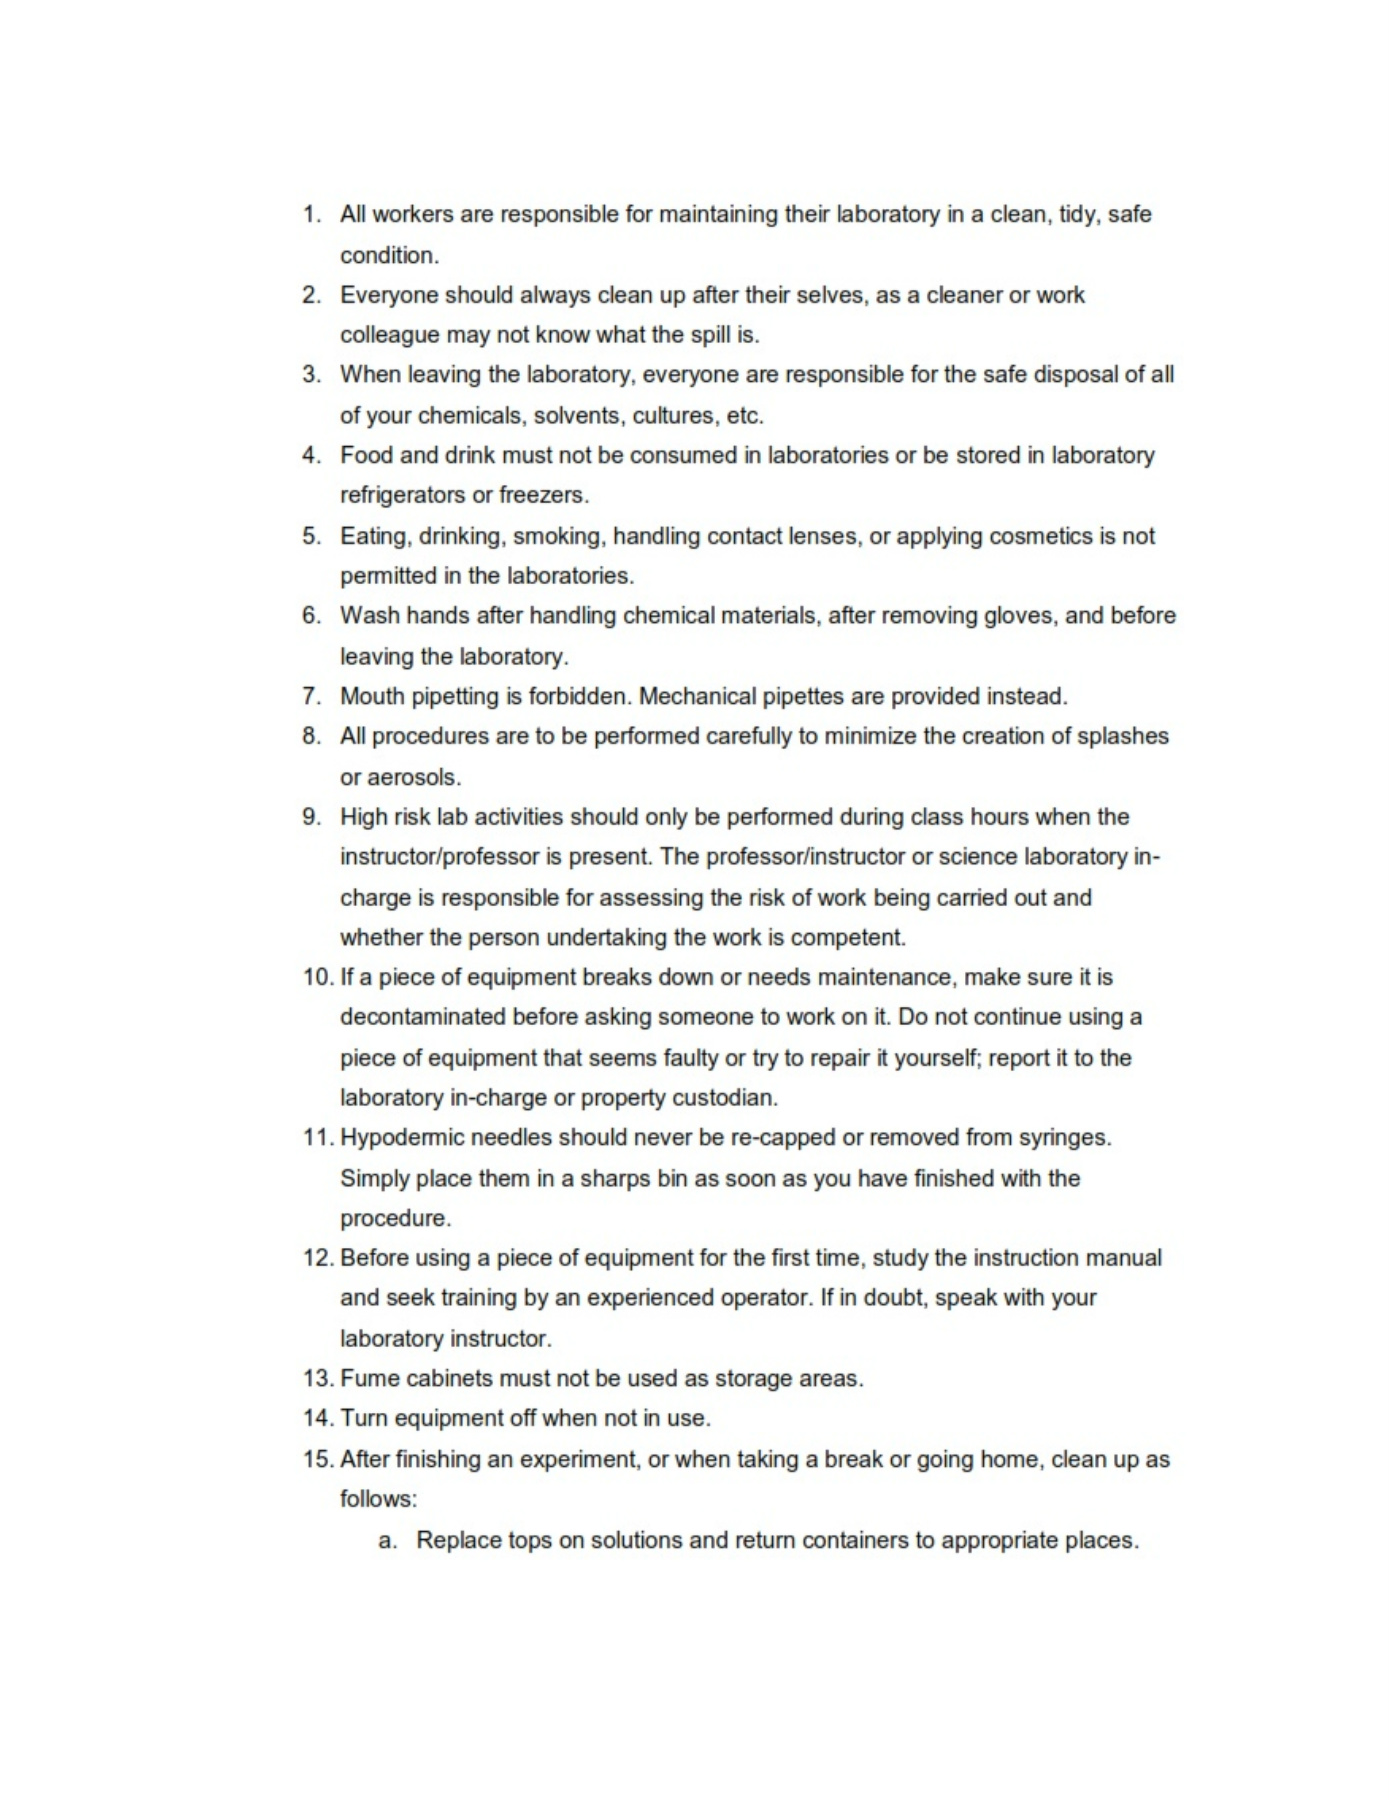 1. All workers are responsible for maintaining their laboratory in a clean, tidy, safe
condition.
2. Everyone should always clean up after their selves, as a cleaner or work
colleague may not know what the spill is.
3. When leaving the laboratory, everyone are responsible for the safe disposal of all
of your chemicals, solvents, cultures, etc.
4. Food and drink must not be consumed in laboratories or be stored in laboratory
refrigerators or freezers.
5. Eating, drinking, smoking, handling contact lenses, or applying cosmetics is not
permitted in the laboratories.
6. Wash hands after handling chemical materials, after removing gloves, and before
leaving the laboratory.
7. Mouth pipetting is forbidden. Mechanical pipettes are provided instead.
8. All procedures are to be performed carefully to minimize the creation of splashes
or aerosols.
9. High risk lab activities should only be performed during class hours when the
instructor/professor is present. The professor/instructor or science laboratory in-
charge is responsible for assessing the risk of work being carried out and
whether the person undertaking the work is competent.
10. If a piece of equipment breaks down or needs maintenance, make sure it is
decontaminated before asking someone to work on it. Do not continue using a
piece of equipment that seems faulty or try to repair it yourself; report it to the
laboratory in-charge or property custodian.
11. Hypodermic needles should never be re-capped or removed from syringes.
Simply place them in a sharps bin as soon as you have finished with the
procedure.
12. Before using a piece of equipment for the first time, study the instruction manual
and seek training by an experienced operator. If in doubt, speak with your
laboratory instructor.
13. Fume cabinets must not be used as storage areas.
14. Turn equipment off when not in use.
15. After finishing an experiment, or when taking a break or going home, clean up as
follows:
a. Replace tops on solutions and return containers to appropriate places.